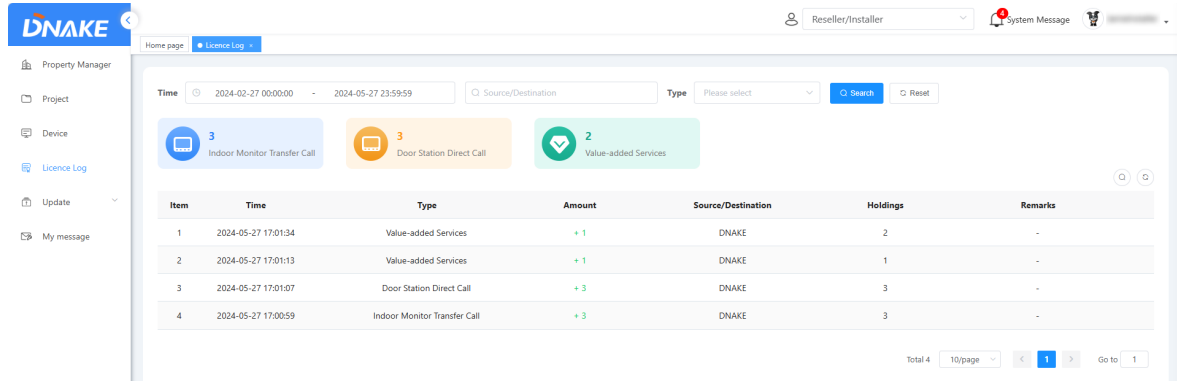 DNAKE
Reseller/Installer
4
System Message
Home page
Licence Log ×
Property Manager
Project
Device
Licence Log
Update
My message
Time 2024-02-27 00:00:00 - 2024-05-27 23:59:59 Source/Destination Type Please select Search Reset
3
Indoor Monitor Transfer Call
3
Door Station Direct Call
2
Value-added Services
Item Time Type Amount Source/Destination Holdings Remarks
1 2024-05-27 17:01:34 Value-added Services + 1 DNAKE 2 -
2 2024-05-27 17:01:13 Value-added Services + 1 DNAKE 1 -
3 2024-05-27 17:01:07 Door Station Direct Call + 3 DNAKE 3 -
4 2024-05-27 17:00:59 Indoor Monitor Transfer Call + 3 DNAKE 3 -
Total 4 10/page < 1 > Go to 1